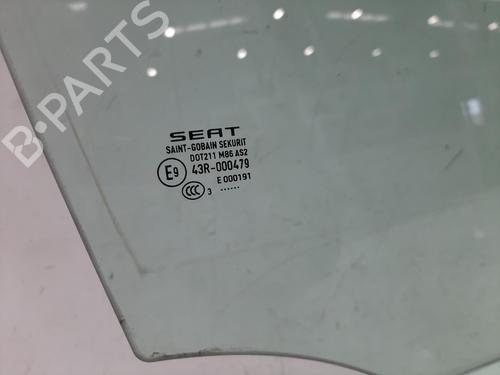 B-PARTS
SEAT
SAINT-GOBAIN SEKURIT
DOT211 M86 AS2
E9 43R-000479
E 000191
CCC 3 ......